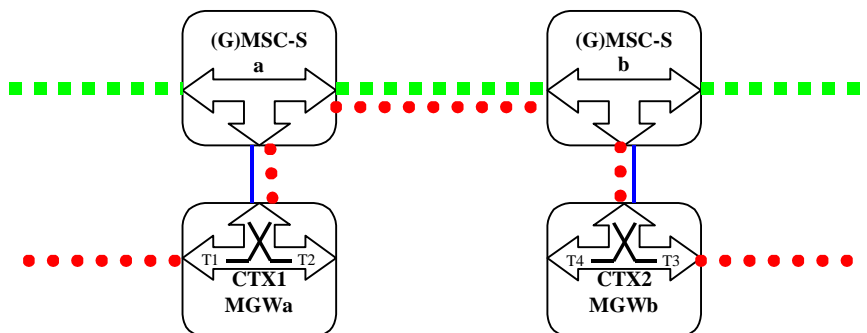 (G)MSC-S
a
(G)MSC-S
b
T1
T2
CTX1
MGWa
T4
T3
CTX2
MGWb